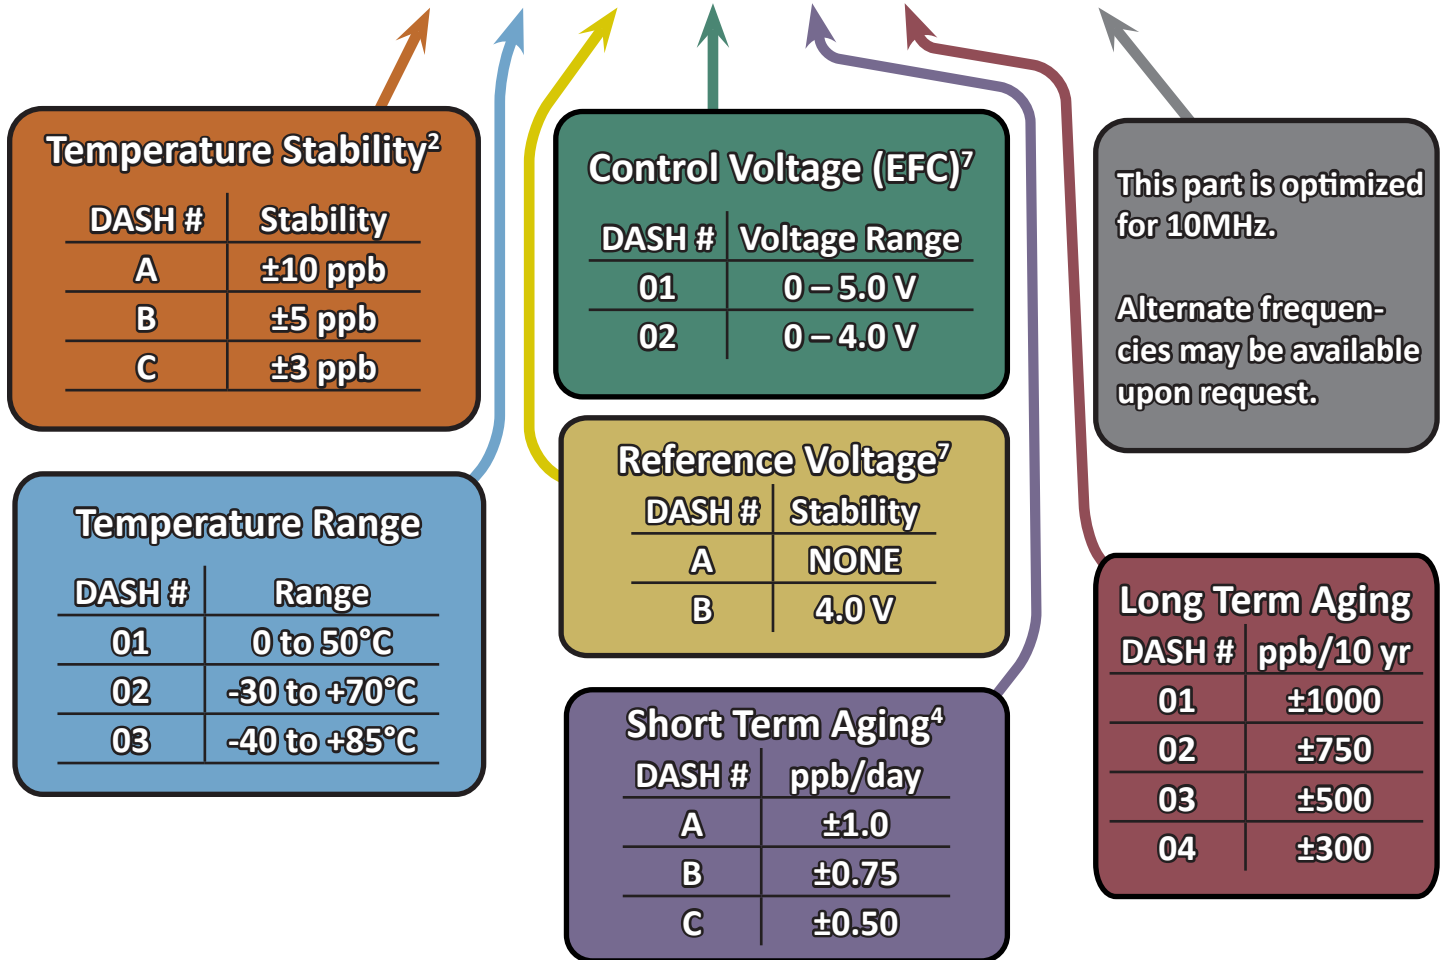 Temperature Stability²
DASH # Stability
A ±10 ppb
B ±5 ppb
C ±3 ppb
Temperature Range
DASH # Range
01 0 to 50°C
02 -30 to +70°C
03 -40 to +85°C
Control Voltage (EFC)⁷
DASH # Voltage Range
01 0 – 5.0 V
02 0 – 4.0 V
Reference Voltage⁷
DASH # Stability
A NONE
B 4.0 V
Short Term Aging⁴
DASH # ppb/day
A ±1.0
B ±0.75
C ±0.50
This part is optimized
for 10MHz.
Alternate frequen-
cies may be available
upon request.
Long Term Aging
DASH # ppb/10 yr
01 ±1000
02 ±750
03 ±500
04 ±300